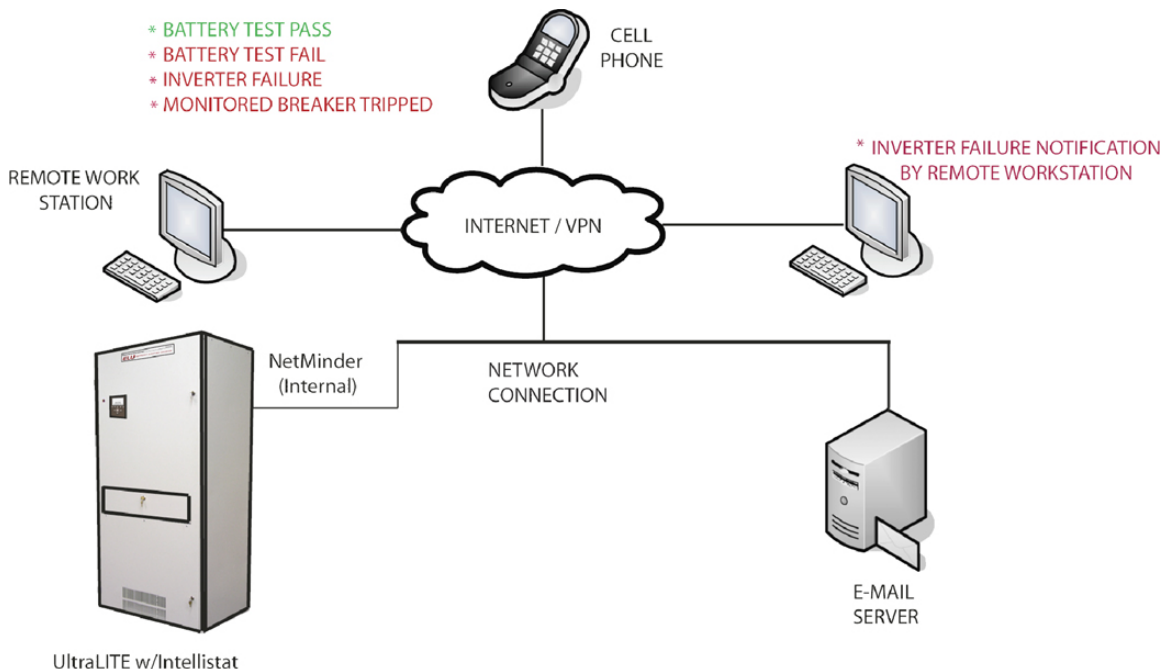 * BATTERY TEST PASS
* BATTERY TEST FAIL
* INVERTER FAILURE
* MONITORED BREAKER TRIPPED
CELL
PHONE
REMOTE WORK
STATION
INTERNET / VPN
* INVERTER FAILURE NOTIFICATION
BY REMOTE WORKSTATION
NetMinder
(Internal)
NETWORK
CONNECTION
E-MAIL
SERVER
UltraLITE w/Intellistat